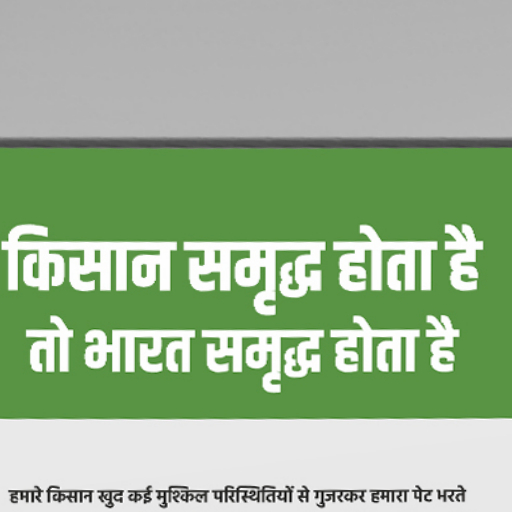 किसान समृद्ध होता है
तो भारत समृद्ध होता है
हमारे किसान खुद कई मुश्किल परिस्थितियों से गुजरकर हमारा पेट भरते